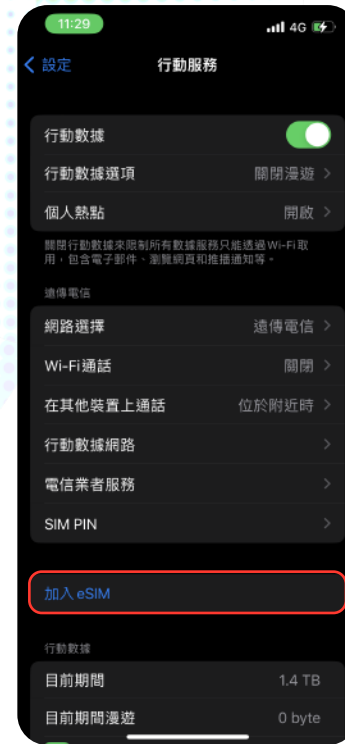 11:29
4G
設定
行動服務
行動數據
行動數據選項 關閉漫遊
個人熱點 開啟
關閉行動數據來限制所有數據服務只能透過 Wi-Fi 取
用,包含電子郵件、瀏覽網頁和推播通知等。
遠傳電信
網路選擇 遠傳電信
Wi-Fi通話 關閉
在其他裝置上通話 位於附近時
行動數據網路
電信業者服務
SIM PIN
加入 eSIM
行動數據
目前期間 1.4 TB
目前期間漫遊 0 byte